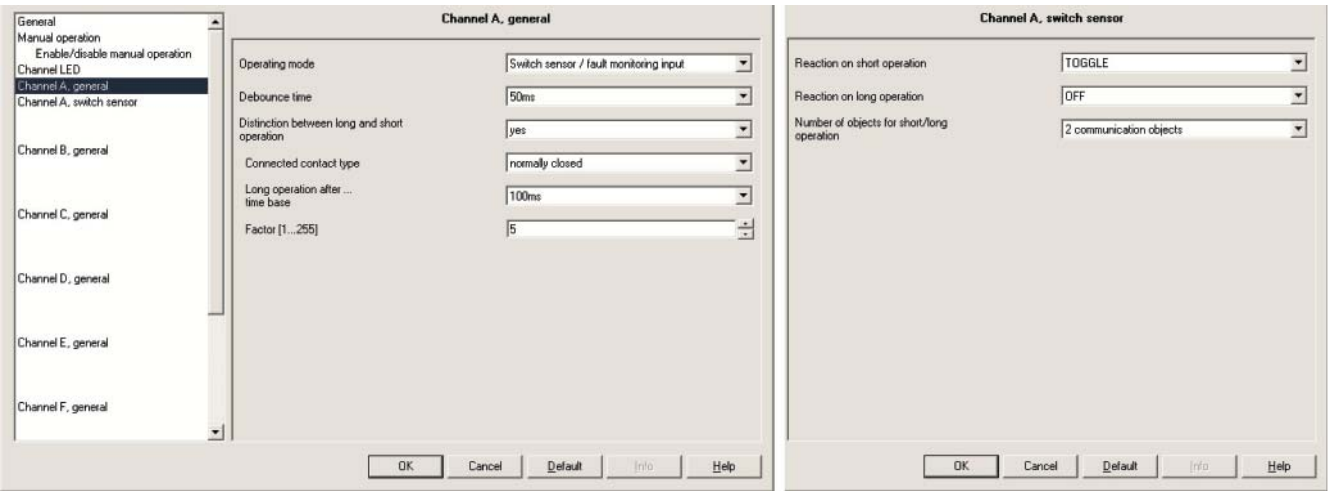 General
Manual operation
Enable/disable manual operation
Channel LED
Channel A, general
Channel A, switch sensor
Channel B, general
Channel C, general
Channel D, general
Channel E, general
Channel F, general
Channel A, general
Operating mode
Switch sensor / fault monitoring input
Debounce time
50ms
Distinction between long and short
operation
yes
Connected contact type
normally closed
Long operation after ...
time base
100ms
Factor [1...255]
5
OK
Cancel
Default
Info
Help
Channel A, switch sensor
Reaction on short operation
TOGGLE
Reaction on long operation
OFF
Number of objects for short/long
operation
2 communication objects
OK
Cancel
Default
Info
Help